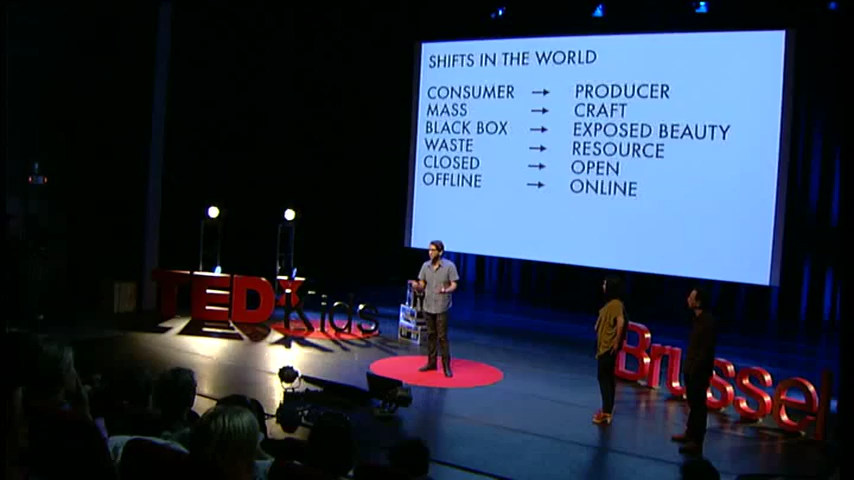 SHIFTS IN THE WORLD
CONSUMER → PRODUCER
MASS → CRAFT
BLACK BOX → EXPOSED BEAUTY
WASTE → RESOURCE
CLOSED → OPEN
OFFLINE → ONLINE
TEDxKids
Brussel